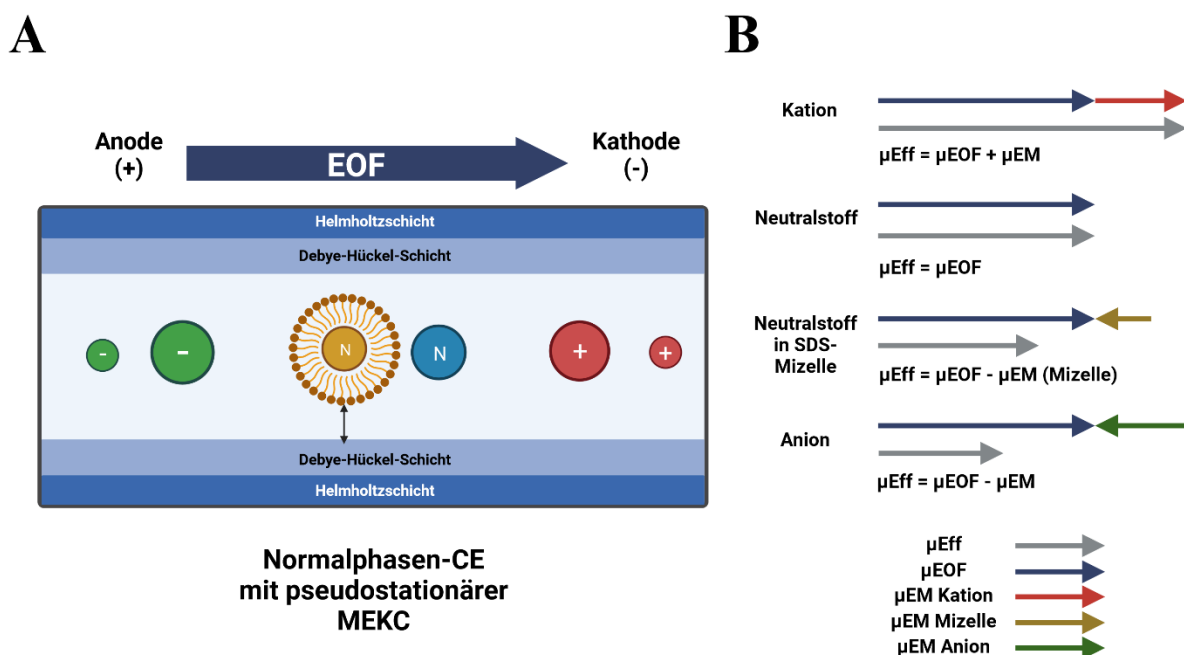 A
Anode
(+)
EOF
Kathode
(-)
Helmholtzschicht
Debye-Hückel-Schicht
-
-
N
N
+
+
Debye-Hückel-Schicht
Helmholtzschicht
Normalphasen-CE
mit pseudostationärer
MEKC
B
Kation
µEff = µEOF + µEM
Neutralstoff
µEff = µEOF
Neutralstoff
in SDS-
Mizelle
µEff = µEOF - µEM (Mizelle)
Anion
µEff = µEOF - µEM
µEff
µEOF
µEM Kation
µEM Mizelle
µEM Anion